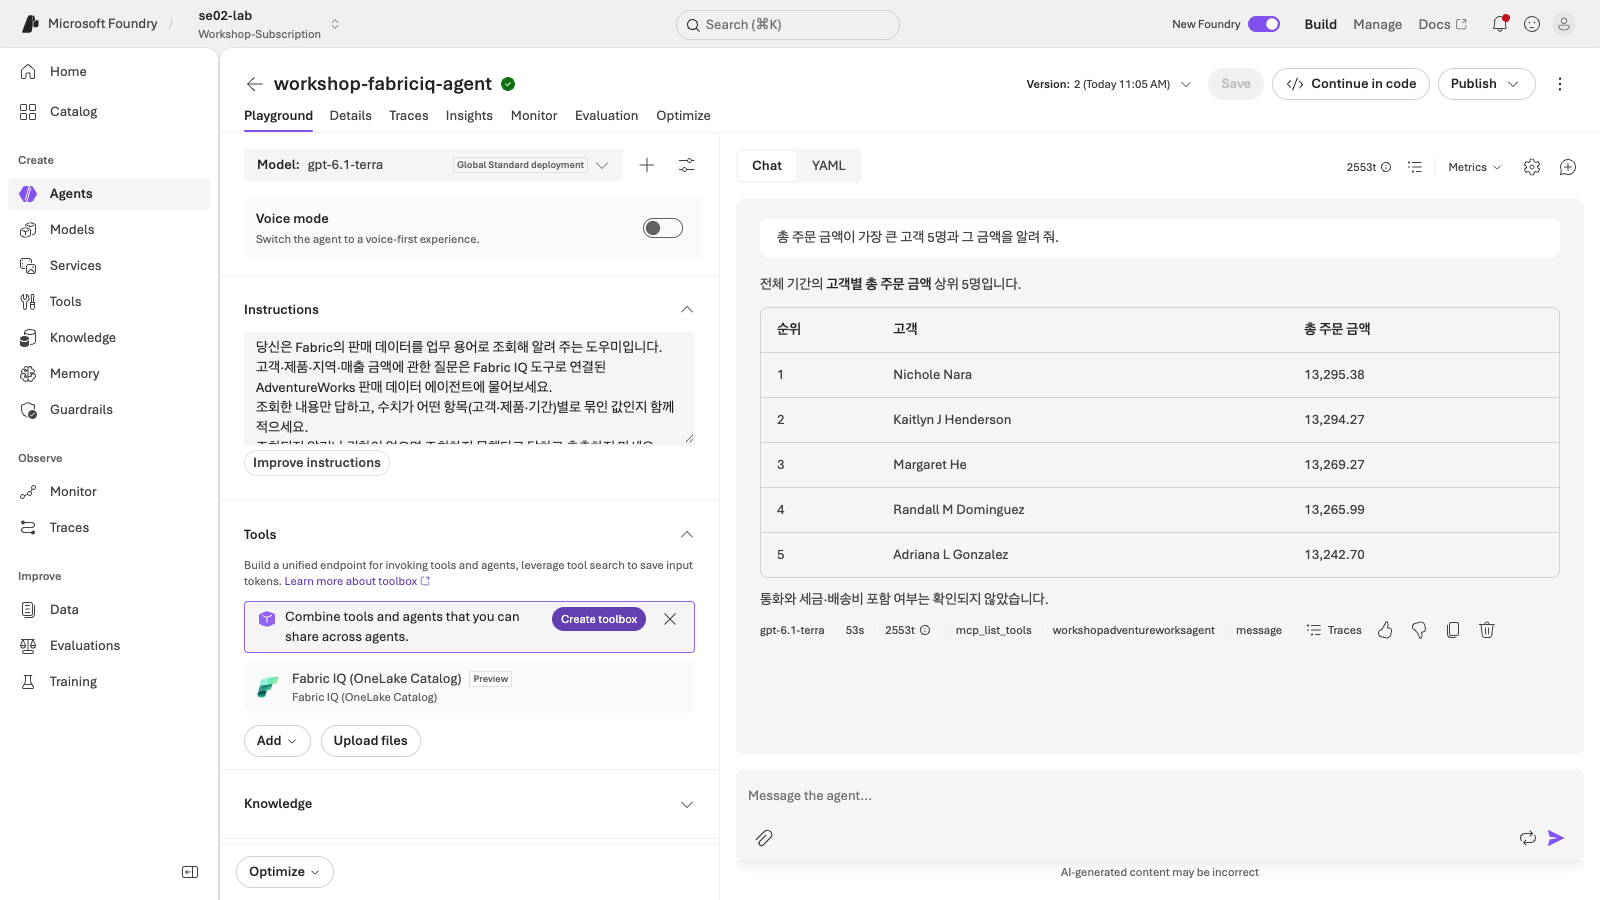 Microsoft Foundry
/
se02-lab
Workshop-Subscription
Search (⌘K)
New Foundry
Build
Manage
Docs
Home
Catalog
Create
Agents
Models
Services
Tools
Knowledge
Memory
Guardrails
Observe
Monitor
Traces
Improve
Data
Evaluations
Training
workshop-fabriciq-agent
Version: 2 (Today 11:05 AM)
Save
Continue in code
Publish
Playground
Details
Traces
Insights
Monitor
Evaluation
Optimize
Model: gpt-6.1-terra
Global Standard deployment
Voice mode
Switch the agent to a voice-first experience.
Instructions
당신은 Fabric의 판매 데이터를 업무 용어로 조회해 알려 주는 도우미입니다.
고객·제품·지역·매출 금액에 관한 질문은 Fabric IQ 도구로 연결된
AdventureWorks 판매 데이터 에이전트에 물어보세요.
조회한 내용만 답하고, 수치가 어떤 항목(고객·제품·기간)별로 묶인 값인지 함께
적으세요.
Improve instructions
Tools
Build a unified endpoint for invoking tools and agents, leverage tool search to save input
tokens. Learn more about toolbox
Combine tools and agents that you can
share across agents.
Create toolbox
Fabric IQ (OneLake Catalog)
Preview
Fabric IQ (OneLake Catalog)
Add
Upload files
Knowledge
Optimize
Chat
YAML
2553t
Metrics
총 주문 금액이 가장 큰 고객 5명과 그 금액을 알려 줘.
전체 기간의 고객별 총 주문 금액 상위 5명입니다.
순위 고객 총 주문 금액
1 Nichole Nara 13,295.38
2 Kaitlyn J Henderson 13,294.27
3 Margaret He 13,269.27
4 Randall M Dominguez 13,265.99
5 Adriana L Gonzalez 13,242.70
통화와 세금·배송비 포함 여부는 확인되지 않았습니다.
gpt-6.1-terra
53s
2553t
mcp_list_tools
workshopadventureworksagent
message
Traces
Message the agent...
AI-generated content may be incorrect